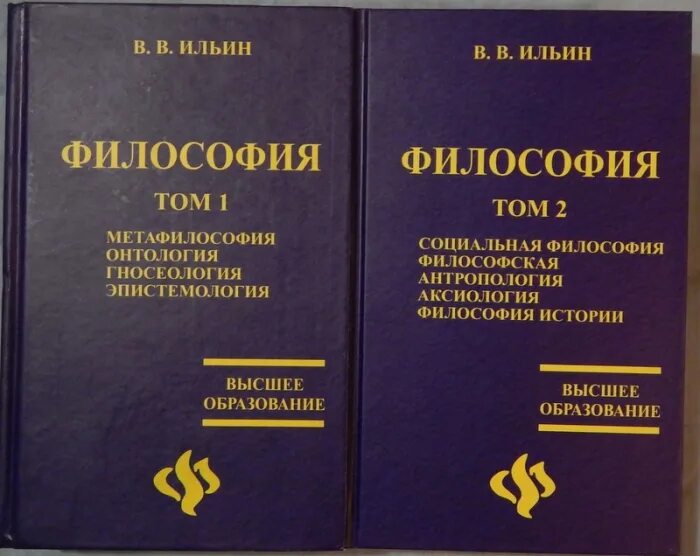 В. В. ИЛЬИН
ФИЛОСОФИЯ
ТОМ 1
МЕТАФИЛОСОФИЯ
ОНТОЛОГИЯ
ГНОСЕОЛОГИЯ
ЭПИСТЕМОЛОГИЯ
ВЫСШЕЕ
ОБРАЗОВАНИЕ
В. В. ИЛЬИН
ФИЛОСОФИЯ
ТОМ 2
СОЦИАЛЬНАЯ ФИЛОСОФИЯ
ФИЛОСОФСКАЯ
АНТРОПОЛОГИЯ
АКСИОЛОГИЯ
ФИЛОСОФИЯ ИСТОРИИ
ВЫСШЕЕ
ОБРАЗОВАНИЕ